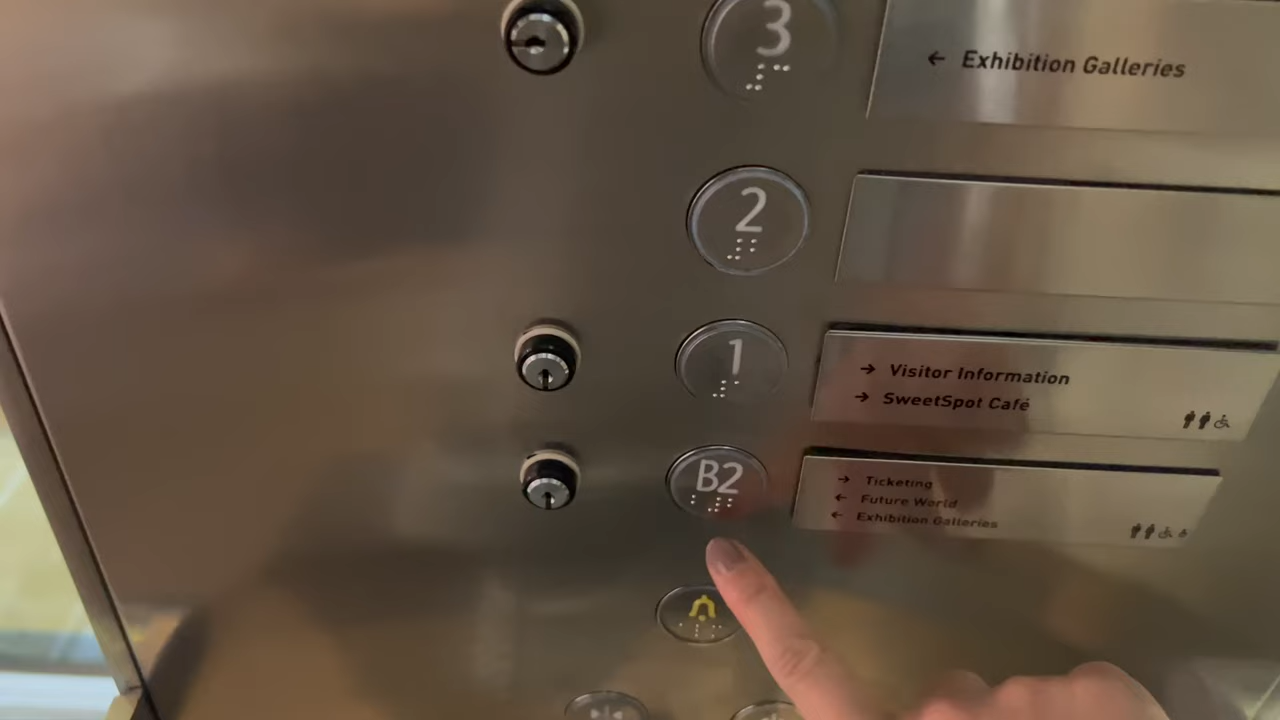 3
← Exhibition Galleries
2
1
→ Visitor Information
→ SweetSpot Café
B2
→ Ticketing
← Future World
← Exhibition Galleries